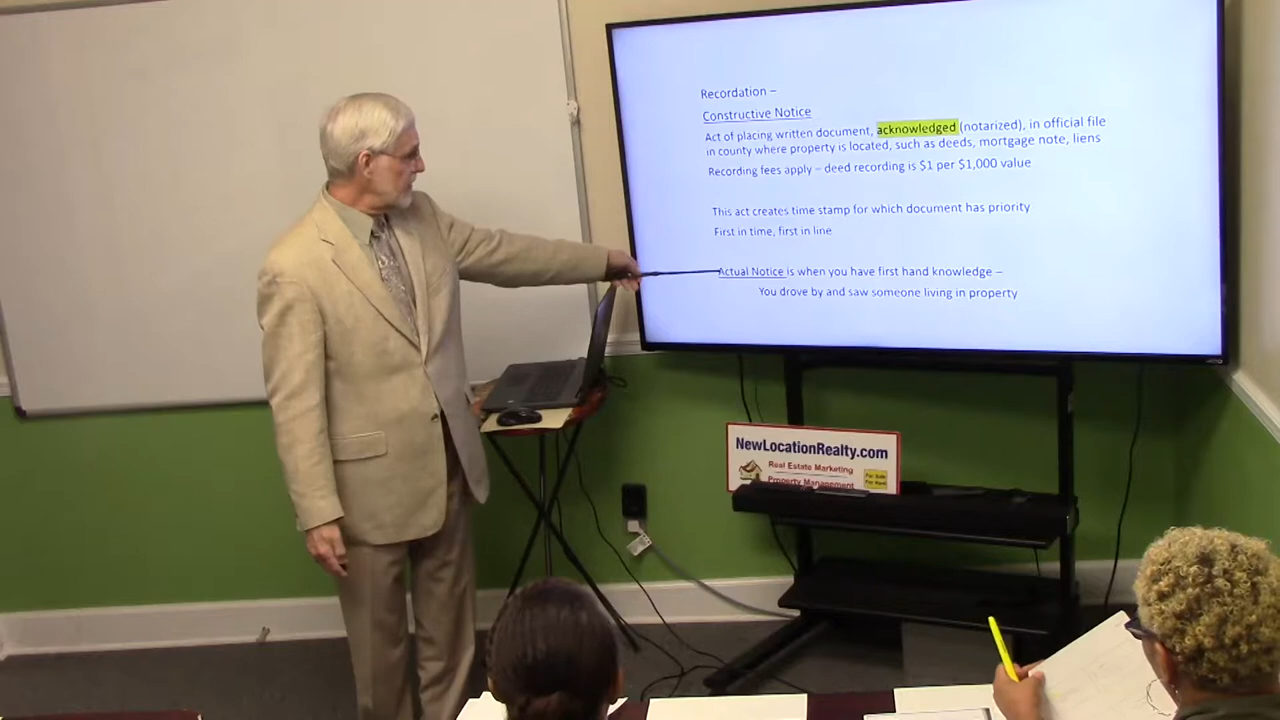 Recordation –
Constructive Notice
Act of placing written document, acknowledged (notarized), in official file
in county where property is located, such as deeds, mortgage note, liens
Recording fees apply – deed recording is $1 per $1,000 value
This act creates time stamp for which document has priority
First in time, first in line
Actual Notice is when you have first hand knowledge –
You drove by and saw someone living in property
NewLocationRealty.com
Real Estate Marketing
Property Management
For Sale
For Rent